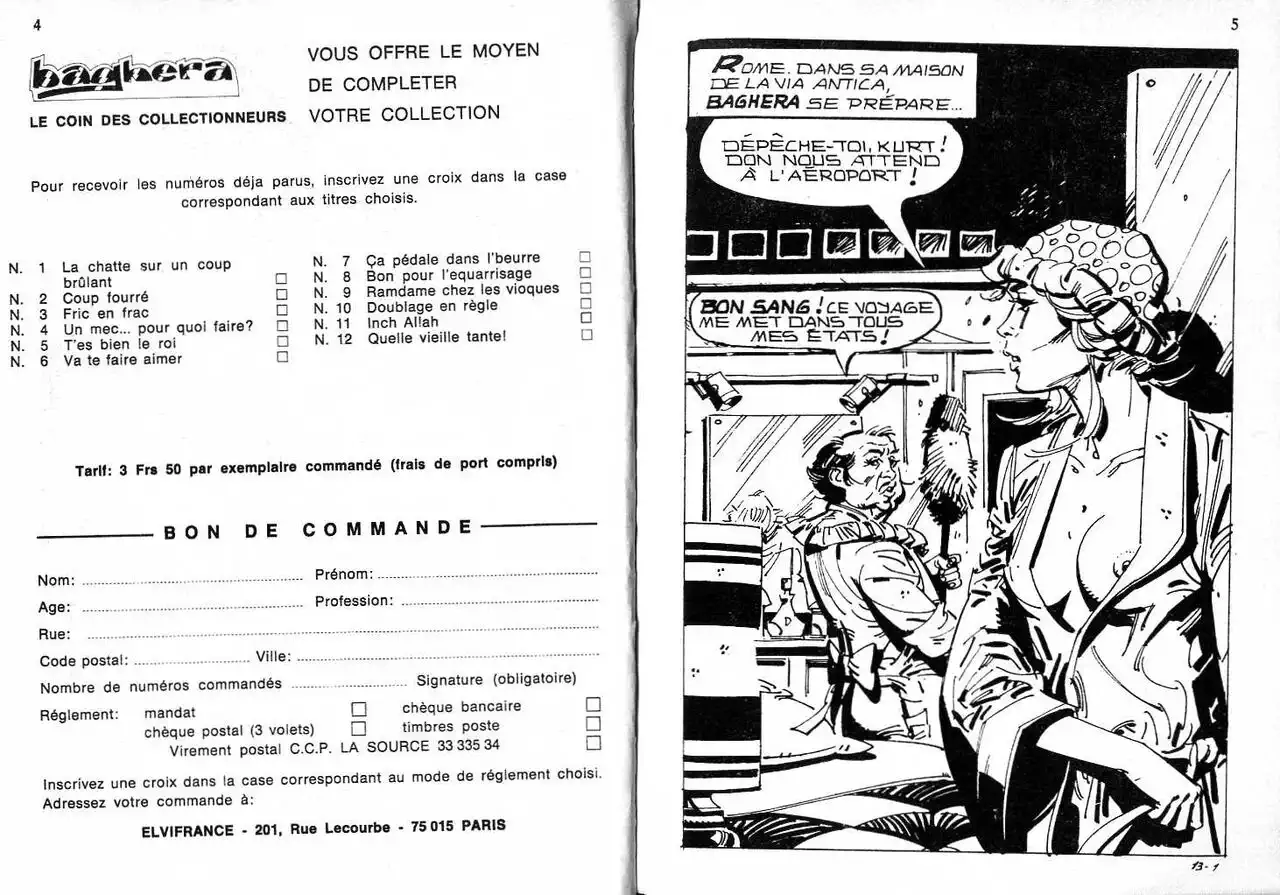 4
baghera
LE COIN DES COLLECTIONNEURS
VOUS OFFRE LE MOYEN
DE COMPLETER
VOTRE COLLECTION
Pour recevoir les numéros déja parus, inscrivez une croix dans la case
correspondant aux titres choisis.
N. 1 La chatte sur un coup
brûlant
N. 2 Coup fourré
N. 3 Fric en frac
N. 4 Un mec... pour quoi faire?
N. 5 T'es bien le roi
N. 6 Va te faire aimer
N. 7 Ça pédale dans l'beurre
N. 8 Bon pour l'equarrisage
N. 9 Ramdame chez les vioques
N. 10 Doublage en règle
N. 11 Inch Allah
N. 12 Quelle vieille tante!
Tarif: 3 Frs 50 par exemplaire commandé (frais de port compris)
BON DE COMMANDE
Nom: Prénom:
Age: Profession:
Rue:
Code postal: Ville:
Nombre de numéros commandés Signature (obligatoire)
Réglement: mandat chèque bancaire
chèque postal (3 volets) timbres poste
Virement postal C.C.P. LA SOURCE 33 335 34
Inscrivez une croix dans la case correspondant au mode de réglement choisi.
Adressez votre commande à:
ELVIFRANCE - 201, Rue Lecourbe - 75 015 PARIS
5
ROME. DANS SA MAISON
DE LA VIA ANTICA,
BAGHERA SE PRÉPARE...
DÉPÊCHE-TOI, KURT!
DON NOUS ATTEND
À L'AÉROPORT!
BON SANG! CE VOYAGE
ME MET DANS TOUS
MES ÉTATS!
13-1